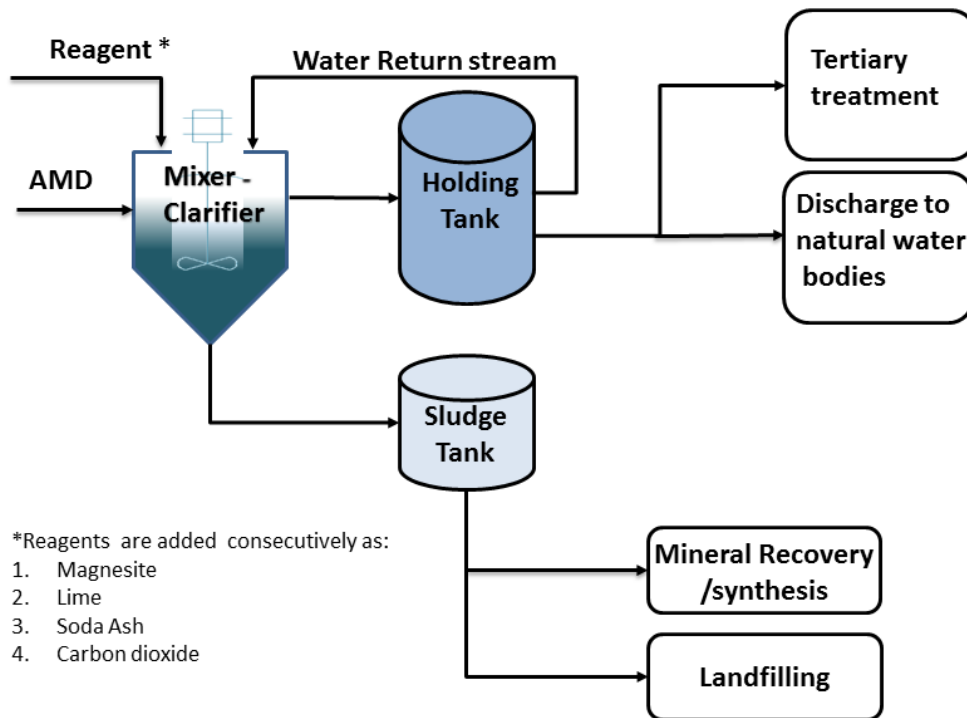 Reagent *
Water Return stream
AMD
Mixer -
Clarifier
Holding
Tank
Tertiary
treatment
Discharge to
natural water
bodies
Sludge
Tank
*Reagents are added consecutively as:
1. Magnesite
2. Lime
3. Soda Ash
4. Carbon dioxide
Mineral Recovery
/synthesis
Landfilling